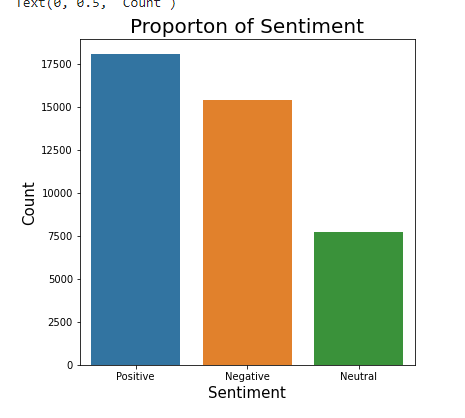 Text(0, 0.5, 'Count')
Proporton of Sentiment
17500
15000
12500
10000
7500
5000
2500
0
Count
Positive Negative Neutral
Sentiment